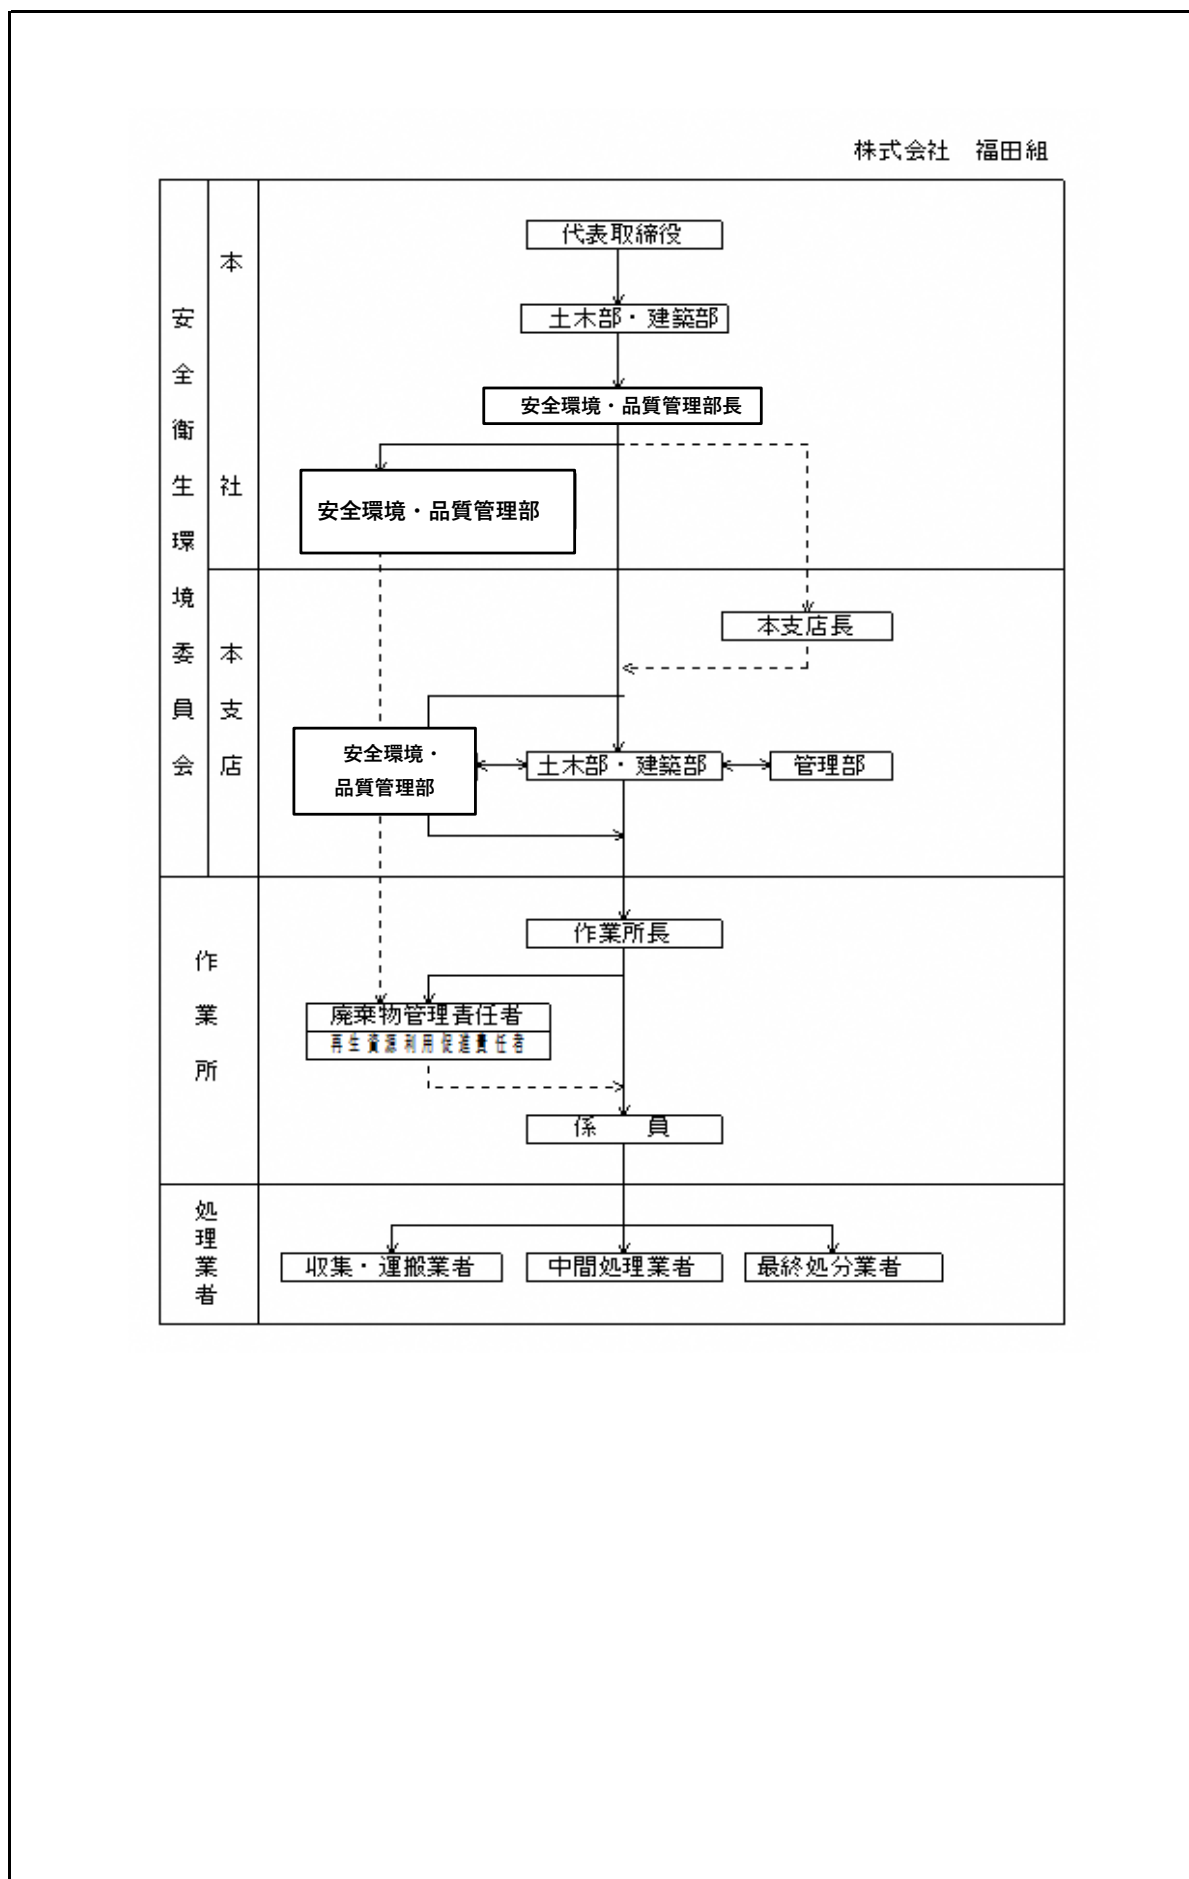 株式会社　福田組
安全衛生環境委員会
本社
代表取締役
土木部・建築部
安全環境・品質管理部長
安全環境・品質管理部
本支店
本支店長
安全環境・
品質管理部
土木部・建築部
管理部
作業所
作業所長
廃棄物管理責任者
再生資源利用促進責任者
係　　員
処理業者
収集・運搬業者
中間処理業者
最終処分業者